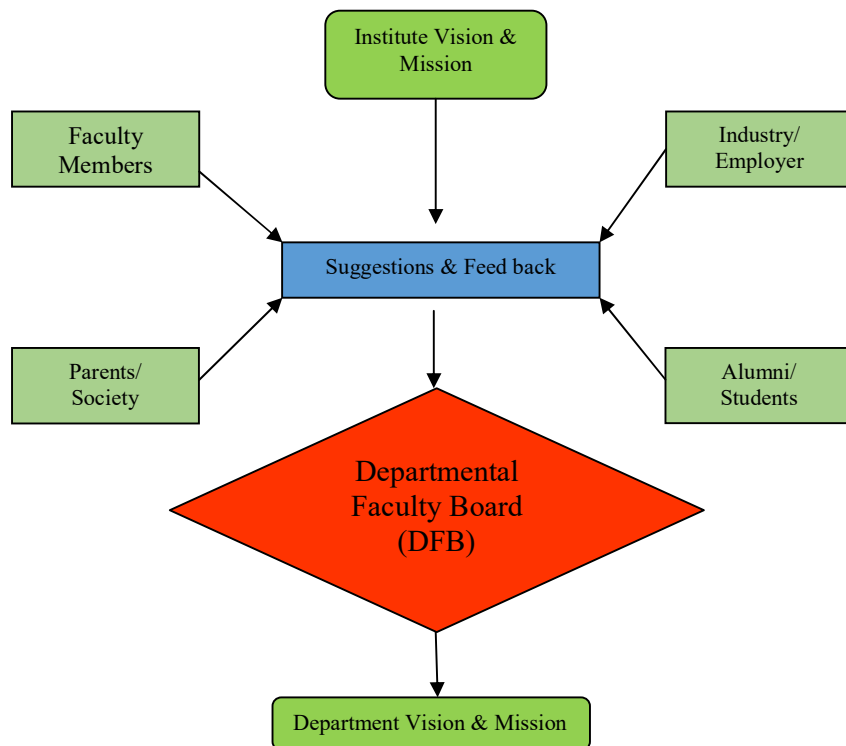 Institute Vision &
Mission
Faculty
Members
Industry/
Employer
Suggestions & Feed back
Parents/
Society
Alumni/
Students
Departmental
Faculty Board
(DFB)
Department Vision & Mission